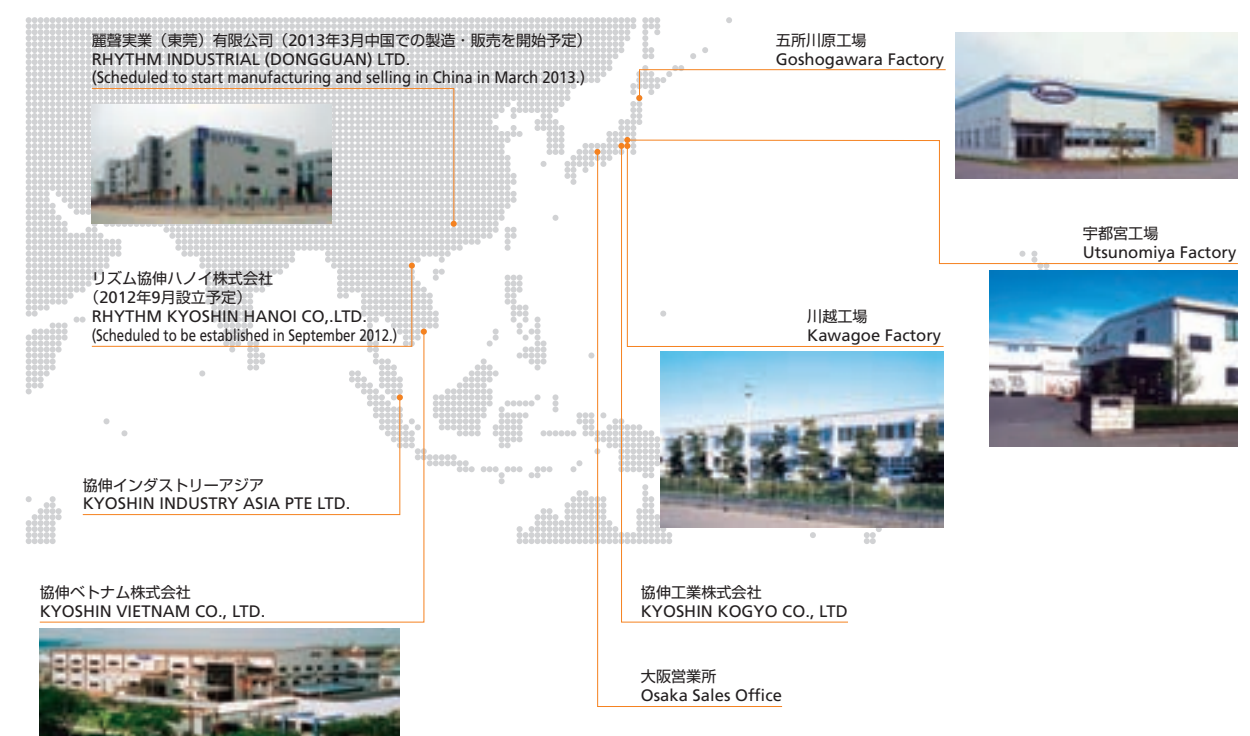 麗聲実業（東莞）有限公司（2013年3月中国での製造・販売を開始予定）
RHYTHM INDUSTRIAL (DONGGUAN) LTD.
(Scheduled to start manufacturing and selling in China in March 2013.)
五所川原工場
Goshogawara Factory
宇都宮工場
Utsunomiya Factory
リズム協伸ハノイ株式会社
（2012年9月設立予定）
RHYTHM KYOSHIN HANOI CO,.LTD.
(Scheduled to be established in September 2012.)
川越工場
Kawagoe Factory
協伸インダストリーアジア
KYOSHIN INDUSTRY ASIA PTE LTD.
協伸ベトナム株式会社
KYOSHIN VIETNAM CO., LTD.
協伸工業株式会社
KYOSHIN KOGYO CO., LTD
大阪営業所
Osaka Sales Office